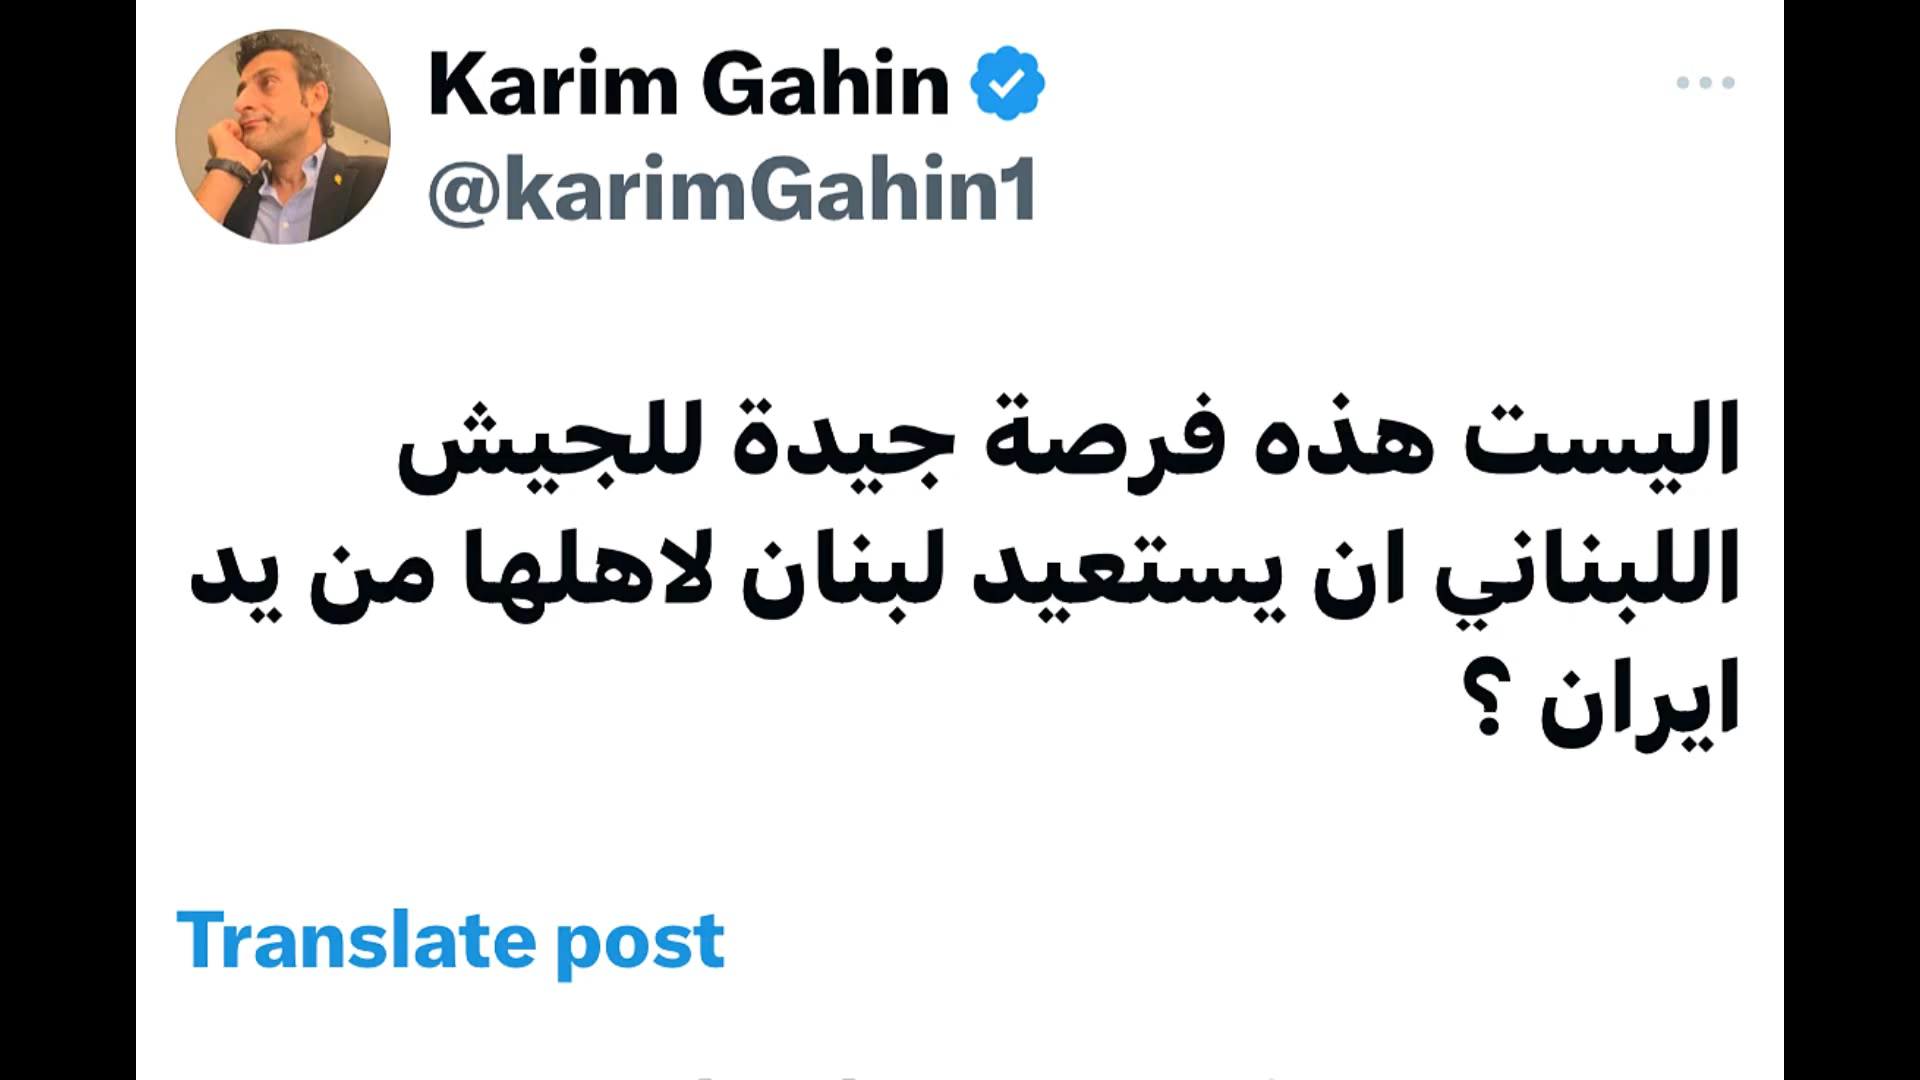 Karim Gahin
@karimGahin1
اليست هذه فرصة جيدة للجيش
اللبناني ان يستعيد لبنان لاهلها من يد
ايران ؟
Translate post